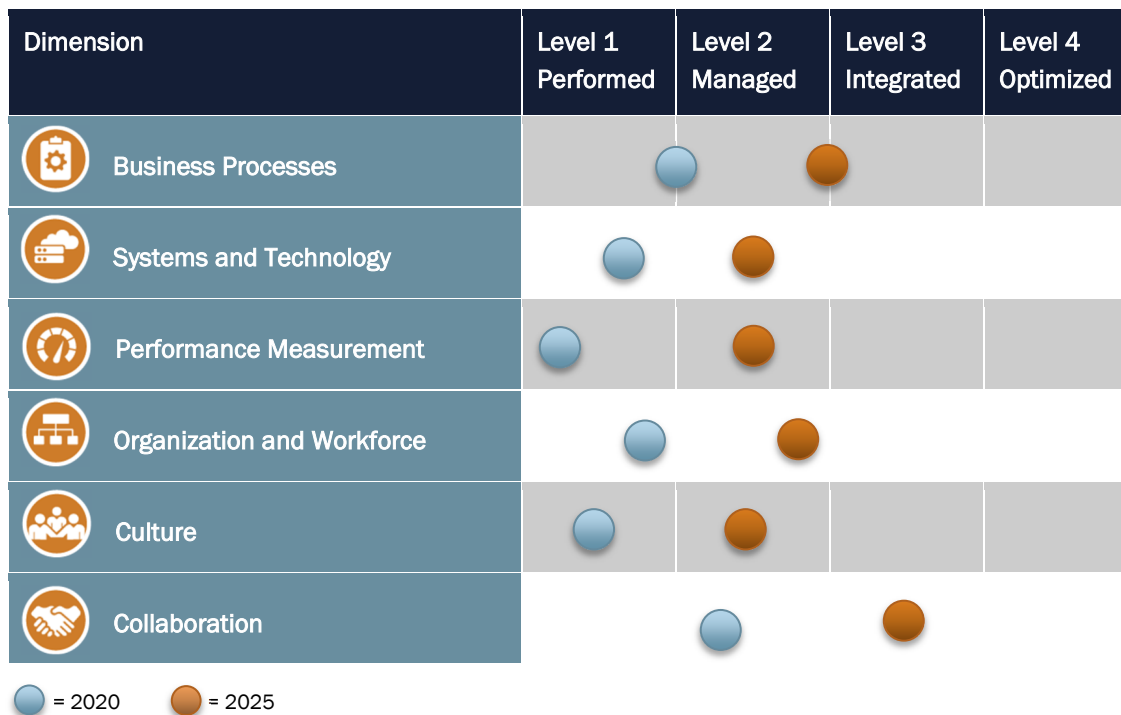 Dimension
Level 1
Performed
Level 2
Managed
Level 3
Integrated
Level 4
Optimized
Business Processes
Systems and Technology
Performance Measurement
Organization and Workforce
Culture
Collaboration
= 2020
= 2025